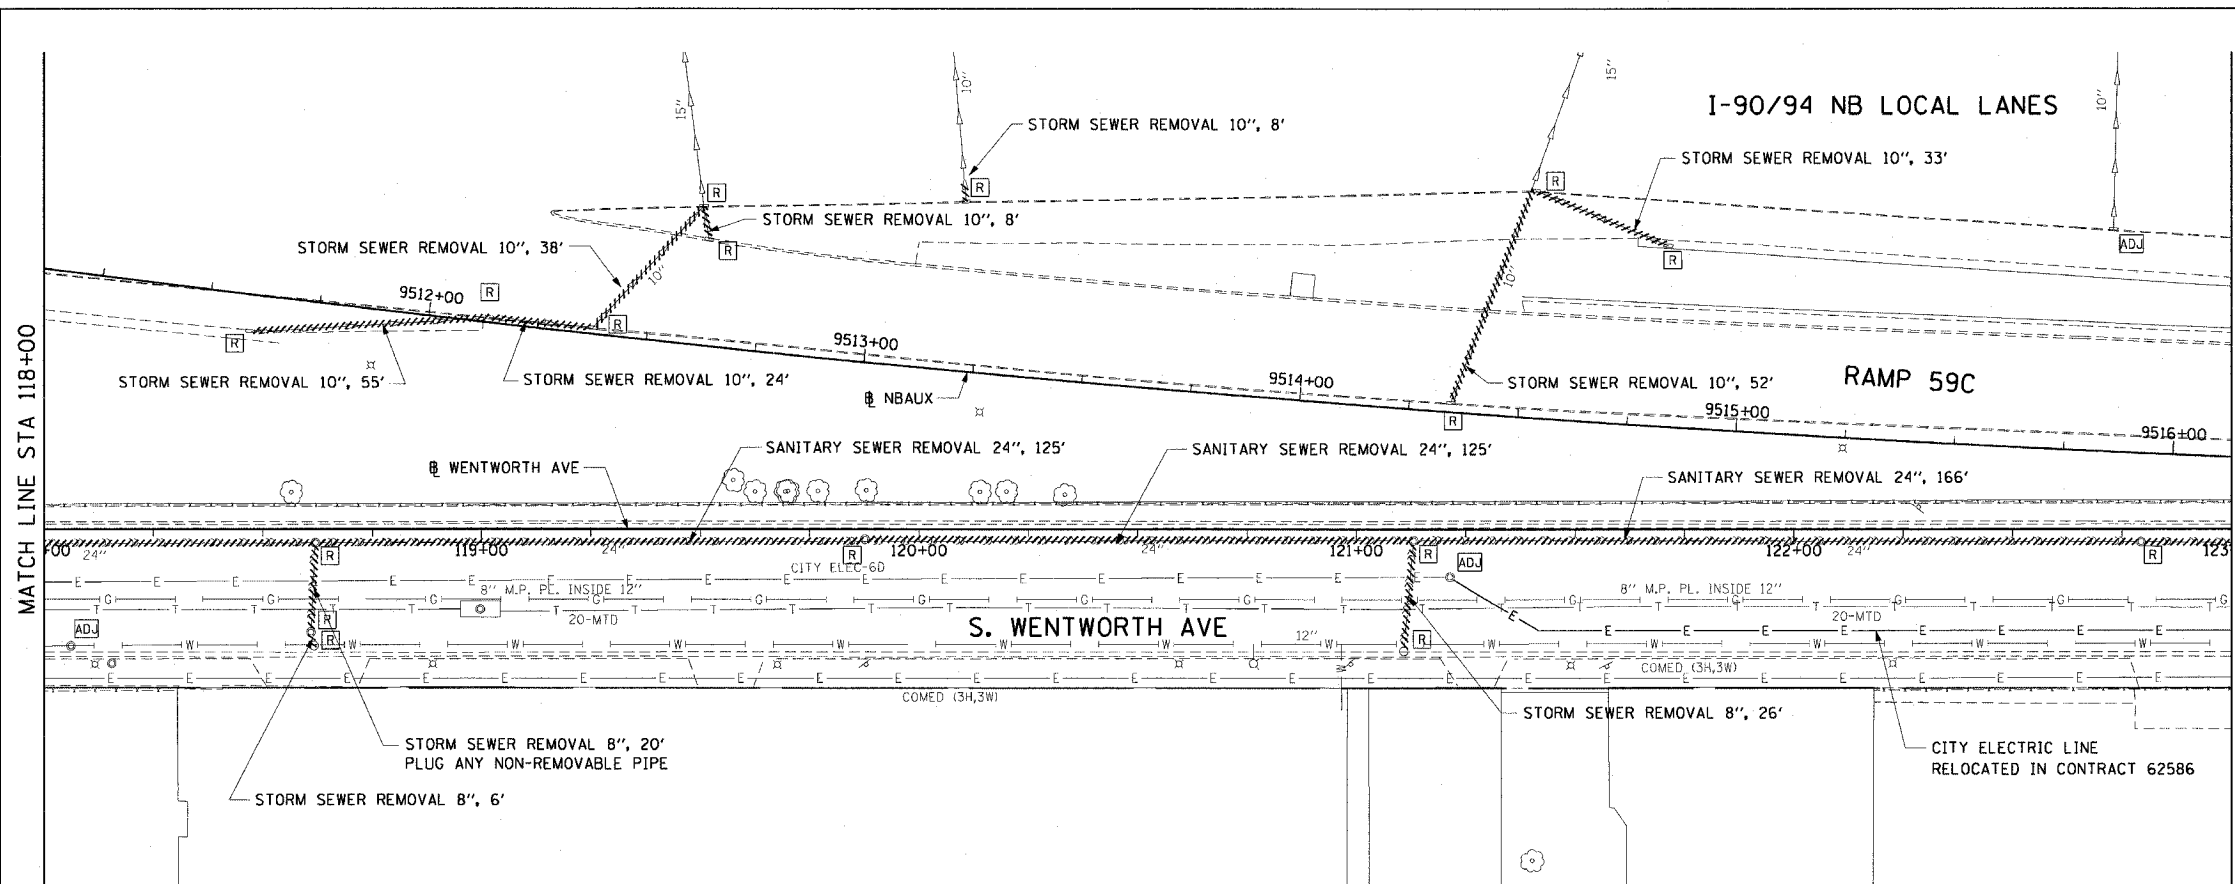 15"
10"
15"
10"
I-90/94 NB LOCAL LANES
STORM SEWER REMOVAL 10", 8'
STORM SEWER REMOVAL 10", 33'
R
R
R
STORM SEWER REMOVAL 10", 8'
STORM SEWER REMOVAL 10", 38'
R
R
ADJ
10"
10"
9512+00
R
R
R
9513+00
STORM SEWER REMOVAL 10", 55'
STORM SEWER REMOVAL 10", 24'
9514+00
STORM SEWER REMOVAL 10", 52'
RAMP 59C
NBAUX
R
9515+00
9516+00
MATCH LINE STA 118+00
WENTWORTH AVE
SANITARY SEWER REMOVAL 24", 125'
SANITARY SEWER REMOVAL 24", 125'
SANITARY SEWER REMOVAL 24", 166'
+00
24"
R
119+00
24"
R
120+00
24"
121+00
R
ADJ
122+00
24"
R
123
CITY ELEC-6D
E E E E E E E E E E E E E E E E E E
8" M.P. PE. INSIDE 12"
8" M.P. PL. INSIDE 12"
G G G G G G G G G G G G
T T T T T T T T T T T T T T T T T T T T T T T T T T
20-MTD
20-MTD
ADJ
R
R
S. WENTWORTH AVE
12"
R
E E E E E E E E E
W W W W W W W W W W W W
COMED (3H,3W)
E E E E E E E E E E E E E E E E E E E E E E E E E E E
COMED (3H,3W)
STORM SEWER REMOVAL 8", 26'
STORM SEWER REMOVAL 8", 20'
PLUG ANY NON-REMOVABLE PIPE
CITY ELECTRIC LINE
RELOCATED IN CONTRACT 62586
STORM SEWER REMOVAL 8", 6'